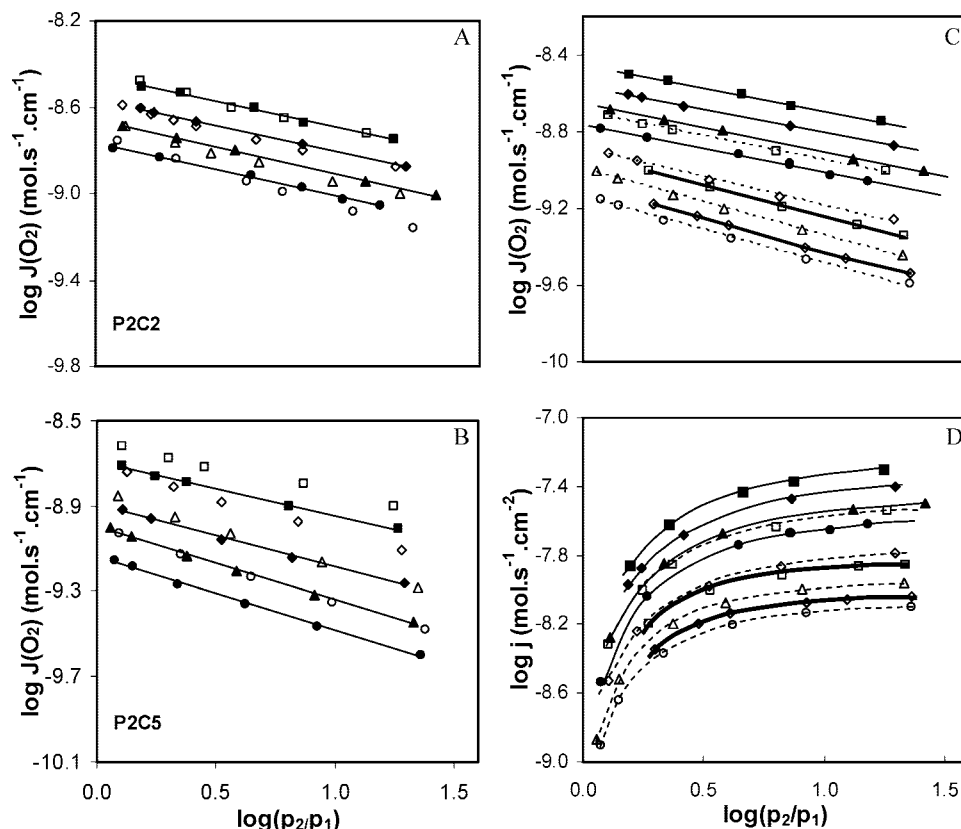 A
-8.2
-8.6
-9.0
-9.4
-9.8
log J(O₂) (mol.s⁻¹.cm⁻¹)
P2C2
C
-8.0
-8.4
-8.8
-9.2
-9.6
-10
log J(O₂) (mol.s⁻¹.cm⁻¹)
B
-8.5
-8.9
-9.3
-9.7
-10.1
log J(O₂) (mol.s⁻¹.cm⁻¹)
P2C5
0.0
0.5
1.0
1.5
log(p₂/p₁)
D
-7.0
-7.4
-7.8
-8.2
-8.6
-9.0
log j (mol.s⁻¹.cm⁻²)
0.0
0.5
1.0
1.5
log(p₂/p₁)